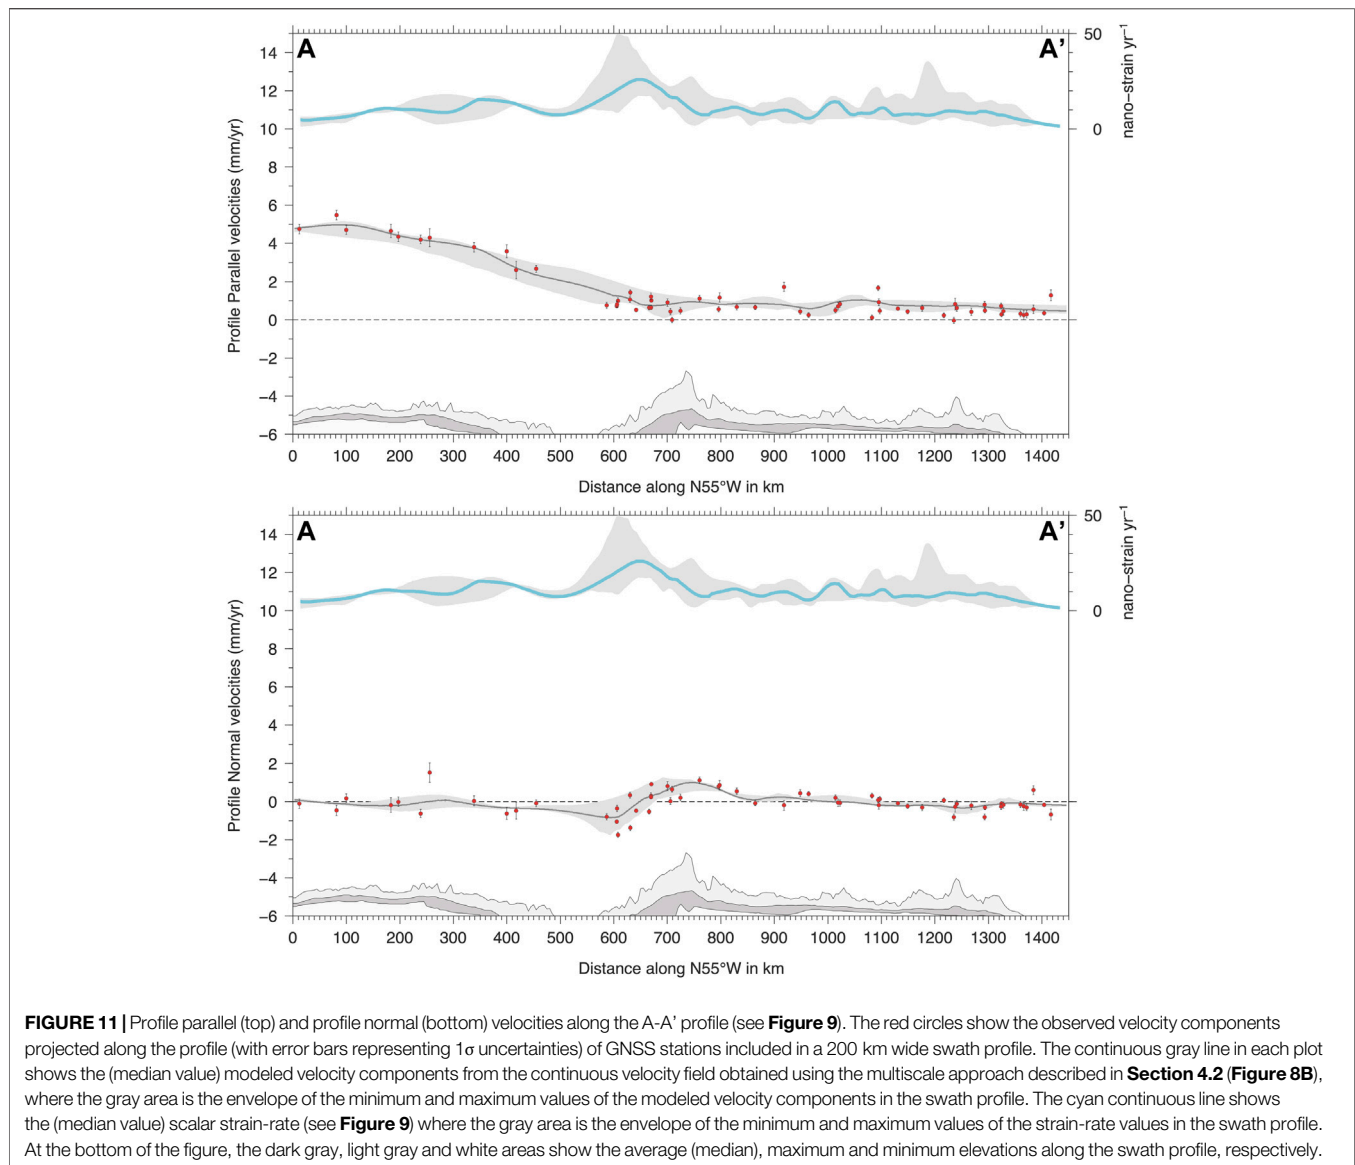 A
A’
14
12
10
8
6
4
2
0
−2
−4
−6
Profile Parallel velocities (mm/yr)
50
0
nano−strain yr⁻¹
0 100 200 300 400 500 600 700 800 900 1000 1100 1200 1300 1400
Distance along N55°W in km
A
A’
14
12
10
8
6
4
2
0
−2
−4
−6
Profile Normal velocities (mm/yr)
50
0
nano−strain yr⁻¹
0 100 200 300 400 500 600 700 800 900 1000 1100 1200 1300 1400
Distance along N55°W in km
FIGURE 11 | Profile parallel (top) and profile normal (bottom) velocities along the A-A’ profile (see Figure 9). The red circles show the observed velocity components
projected along the profile (with error bars representing 1σ uncertainties) of GNSS stations included in a 200 km wide swath profile. The continuous gray line in each plot
shows the (median value) modeled velocity components from the continuous velocity field obtained using the multiscale approach described in Section 4.2 (Figure 8B),
where the gray area is the envelope of the minimum and maximum values of the modeled velocity components in the swath profile. The cyan continuous line shows
the (median value) scalar strain-rate (see Figure 9) where the gray area is the envelope of the minimum and maximum values of the strain-rate values in the swath profile.
At the bottom of the figure, the dark gray, light gray and white areas show the average (median), maximum and minimum elevations along the swath profile, respectively.